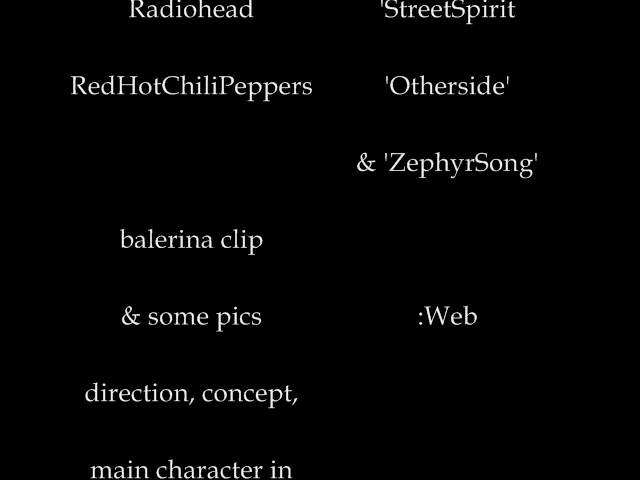 Radiohead 'StreetSpirit
RedHotChiliPeppers 'Otherside'
& 'ZephyrSong'
balerina clip
& some pics :Web
direction, concept,
main character in